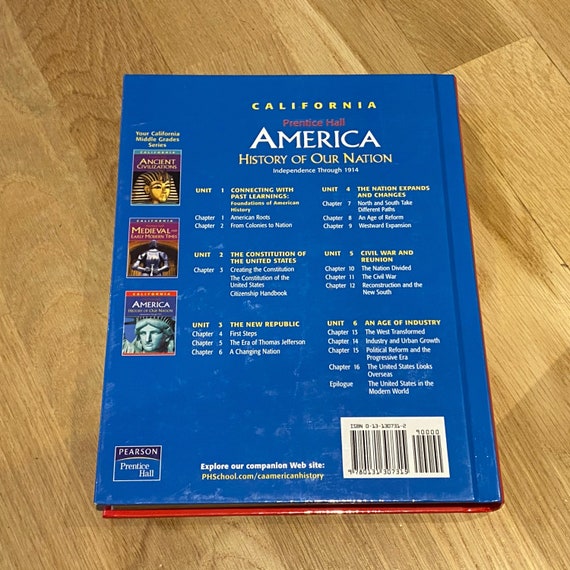 CALIFORNIA
Prentice Hall
AMERICA
HISTORY OF OUR NATION
Independence Through 1914
Your California
Middle Grades
Series
CALIFORNIA
ANCIENT
CIVILIZATIONS
CALIFORNIA
MEDIEVAL AND
EARLY MODERN TIMES
CALIFORNIA
AMERICA
HISTORY OF OUR NATION
UNIT 1 CONNECTING WITH
PAST LEARNINGS:
Foundations of American
History
Chapter 1 American Roots
Chapter 2 From Colonies to Nation
UNIT 2 THE CONSTITUTION OF
THE UNITED STATES
Chapter 3 Creating the Constitution
The Constitution of the
United States
Citizenship Handbook
UNIT 3 THE NEW REPUBLIC
Chapter 4 First Steps
Chapter 5 The Era of Thomas Jefferson
Chapter 6 A Changing Nation
UNIT 4 THE NATION EXPANDS
AND CHANGES
Chapter 7 North and South Take
Different Paths
Chapter 8 An Age of Reform
Chapter 9 Westward Expansion
UNIT 5 CIVIL WAR AND
REUNION
Chapter 10 The Nation Divided
Chapter 11 The Civil War
Chapter 12 Reconstruction and the
New South
UNIT 6 AN AGE OF INDUSTRY
Chapter 13 The West Transformed
Chapter 14 Industry and Urban Growth
Chapter 15 Political Reform and the
Progressive Era
Chapter 16 The United States Looks
Overseas
Epilogue The United States in the
Modern World
ISBN 0-13-130731-2
90000
9 780131 307315
PEARSON
Prentice
Hall
Explore our companion Web site:
PHSchool.com/caamericanhistory